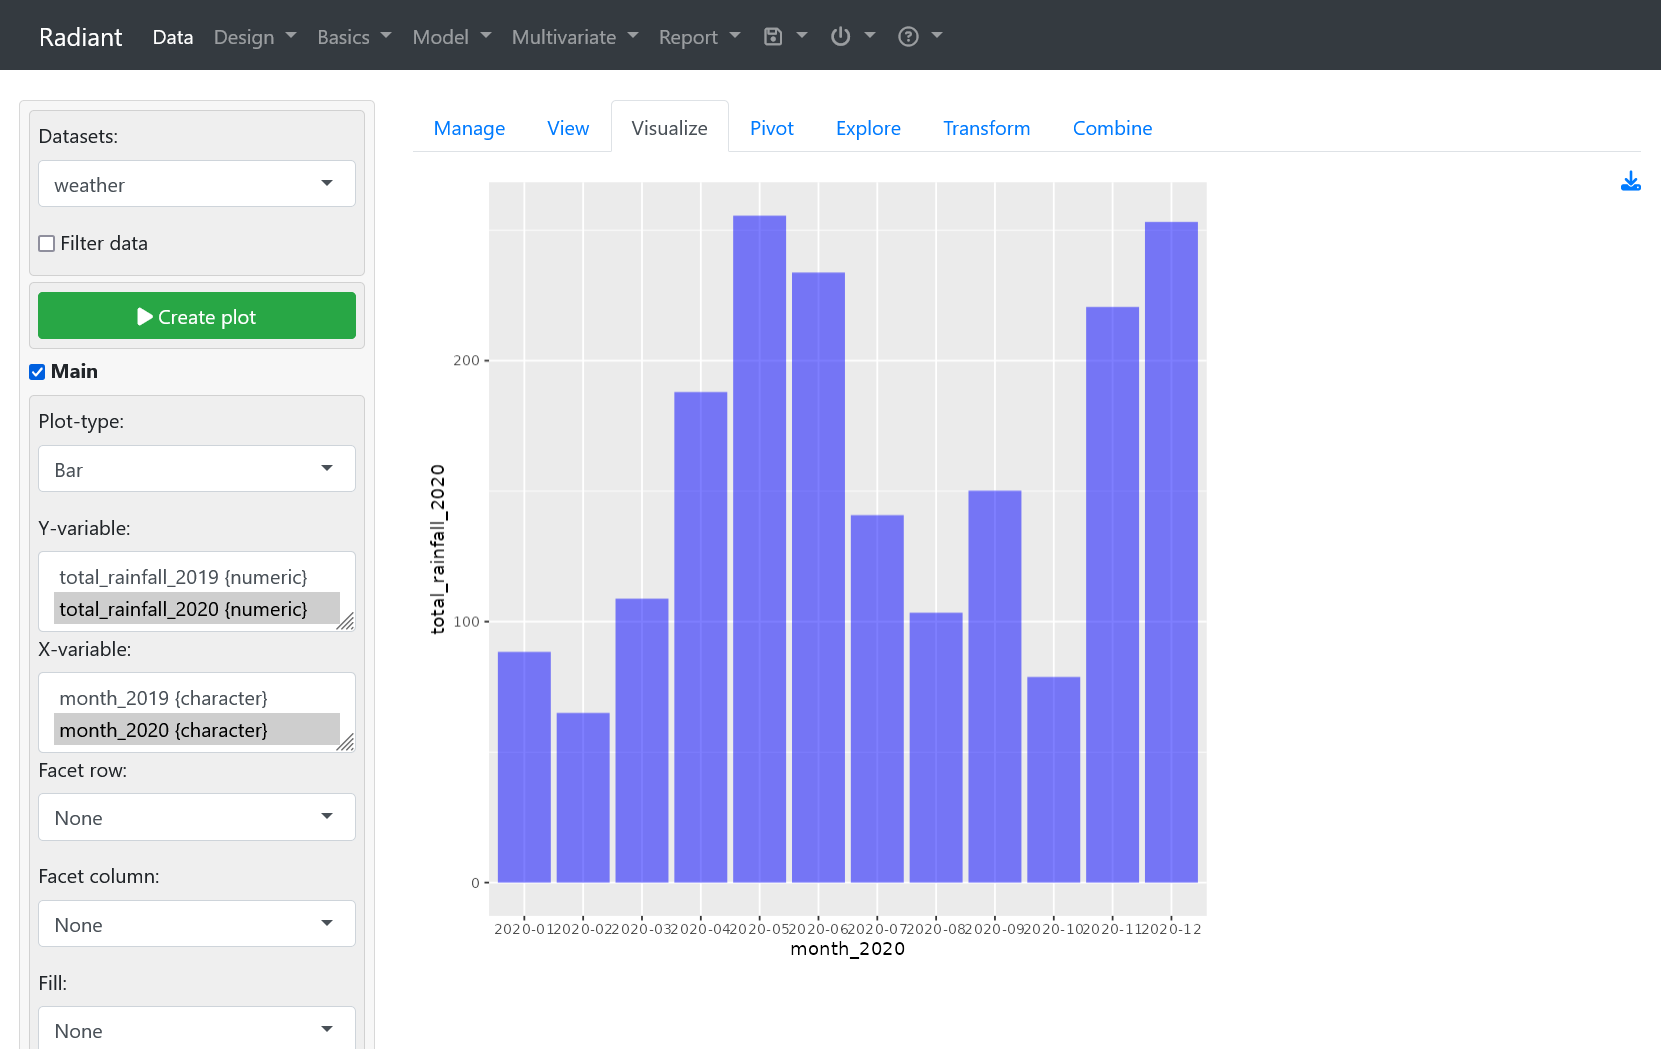 Radiant Data Design Basics Model Multivariate Report
Datasets:
weather
Filter data
Create plot
Main
Plot-type:
Bar
Y-variable:
total_rainfall_2019 {numeric}
total_rainfall_2020 {numeric}
X-variable:
month_2019 {character}
month_2020 {character}
Facet row:
None
Facet column:
None
Fill:
None
Manage View Visualize Pivot Explore Transform Combine
total_rainfall_2020
200
100
0
2020-01 2020-02 2020-03 2020-04 2020-05 2020-06 2020-07 2020-08 2020-09 2020-10 2020-11 2020-12
month_2020